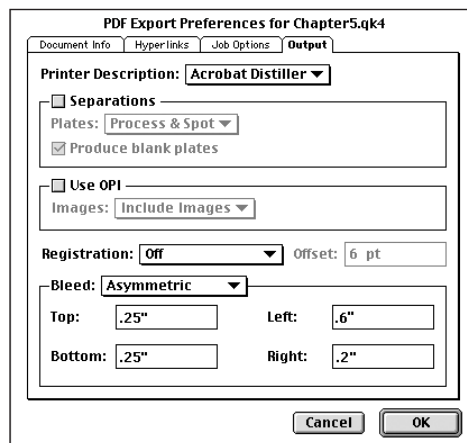 PDF Export Preferences for Chapter5.qk4
Document Info Hyperlinks Job Options Output
Printer Description: Acrobat Distiller
Separations
Plates: Process & Spot
Produce blank plates
Use OPI
Images: Include Images
Registration: Off Offset: 6 pt
Bleed: Asymmetric
Top: .25" Left: .6"
Bottom: .25" Right: .2"
Cancel OK